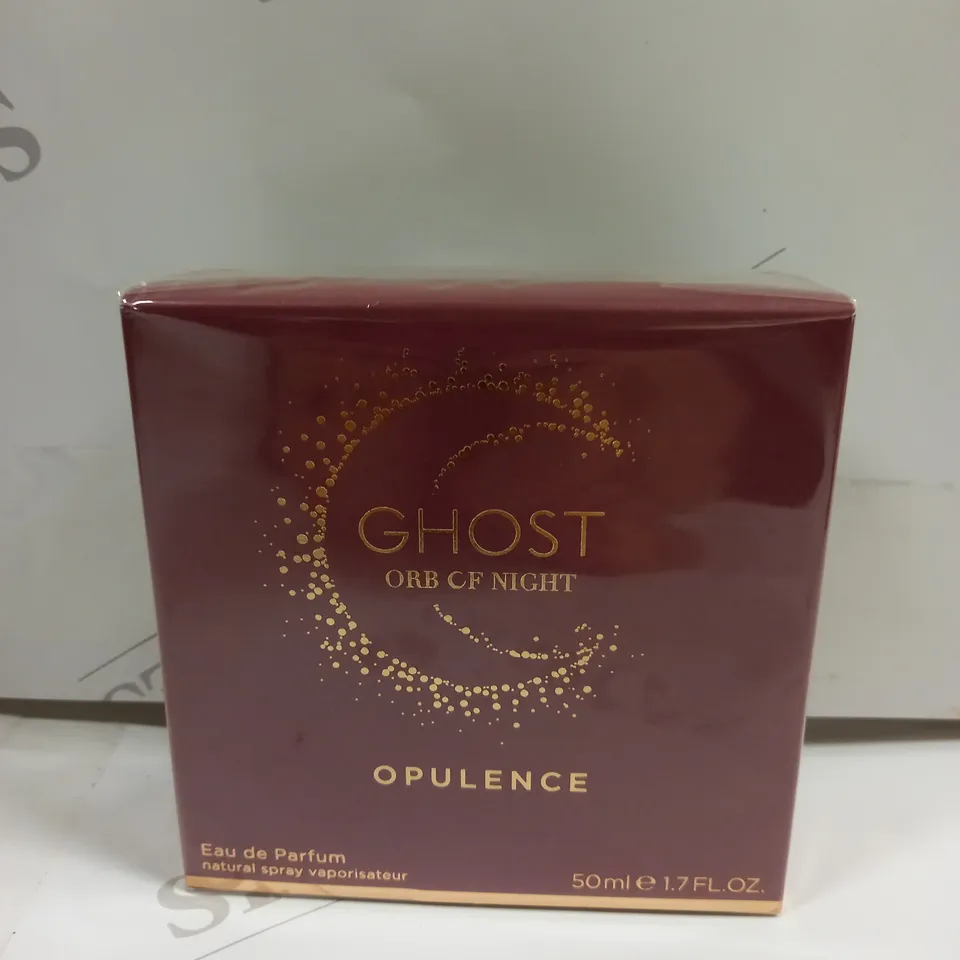 GHOST
ORB OF NIGHT
OPULENCE
Eau de Parfum
natural spray vaporisateur
50ml e 1.7 FL.OZ.